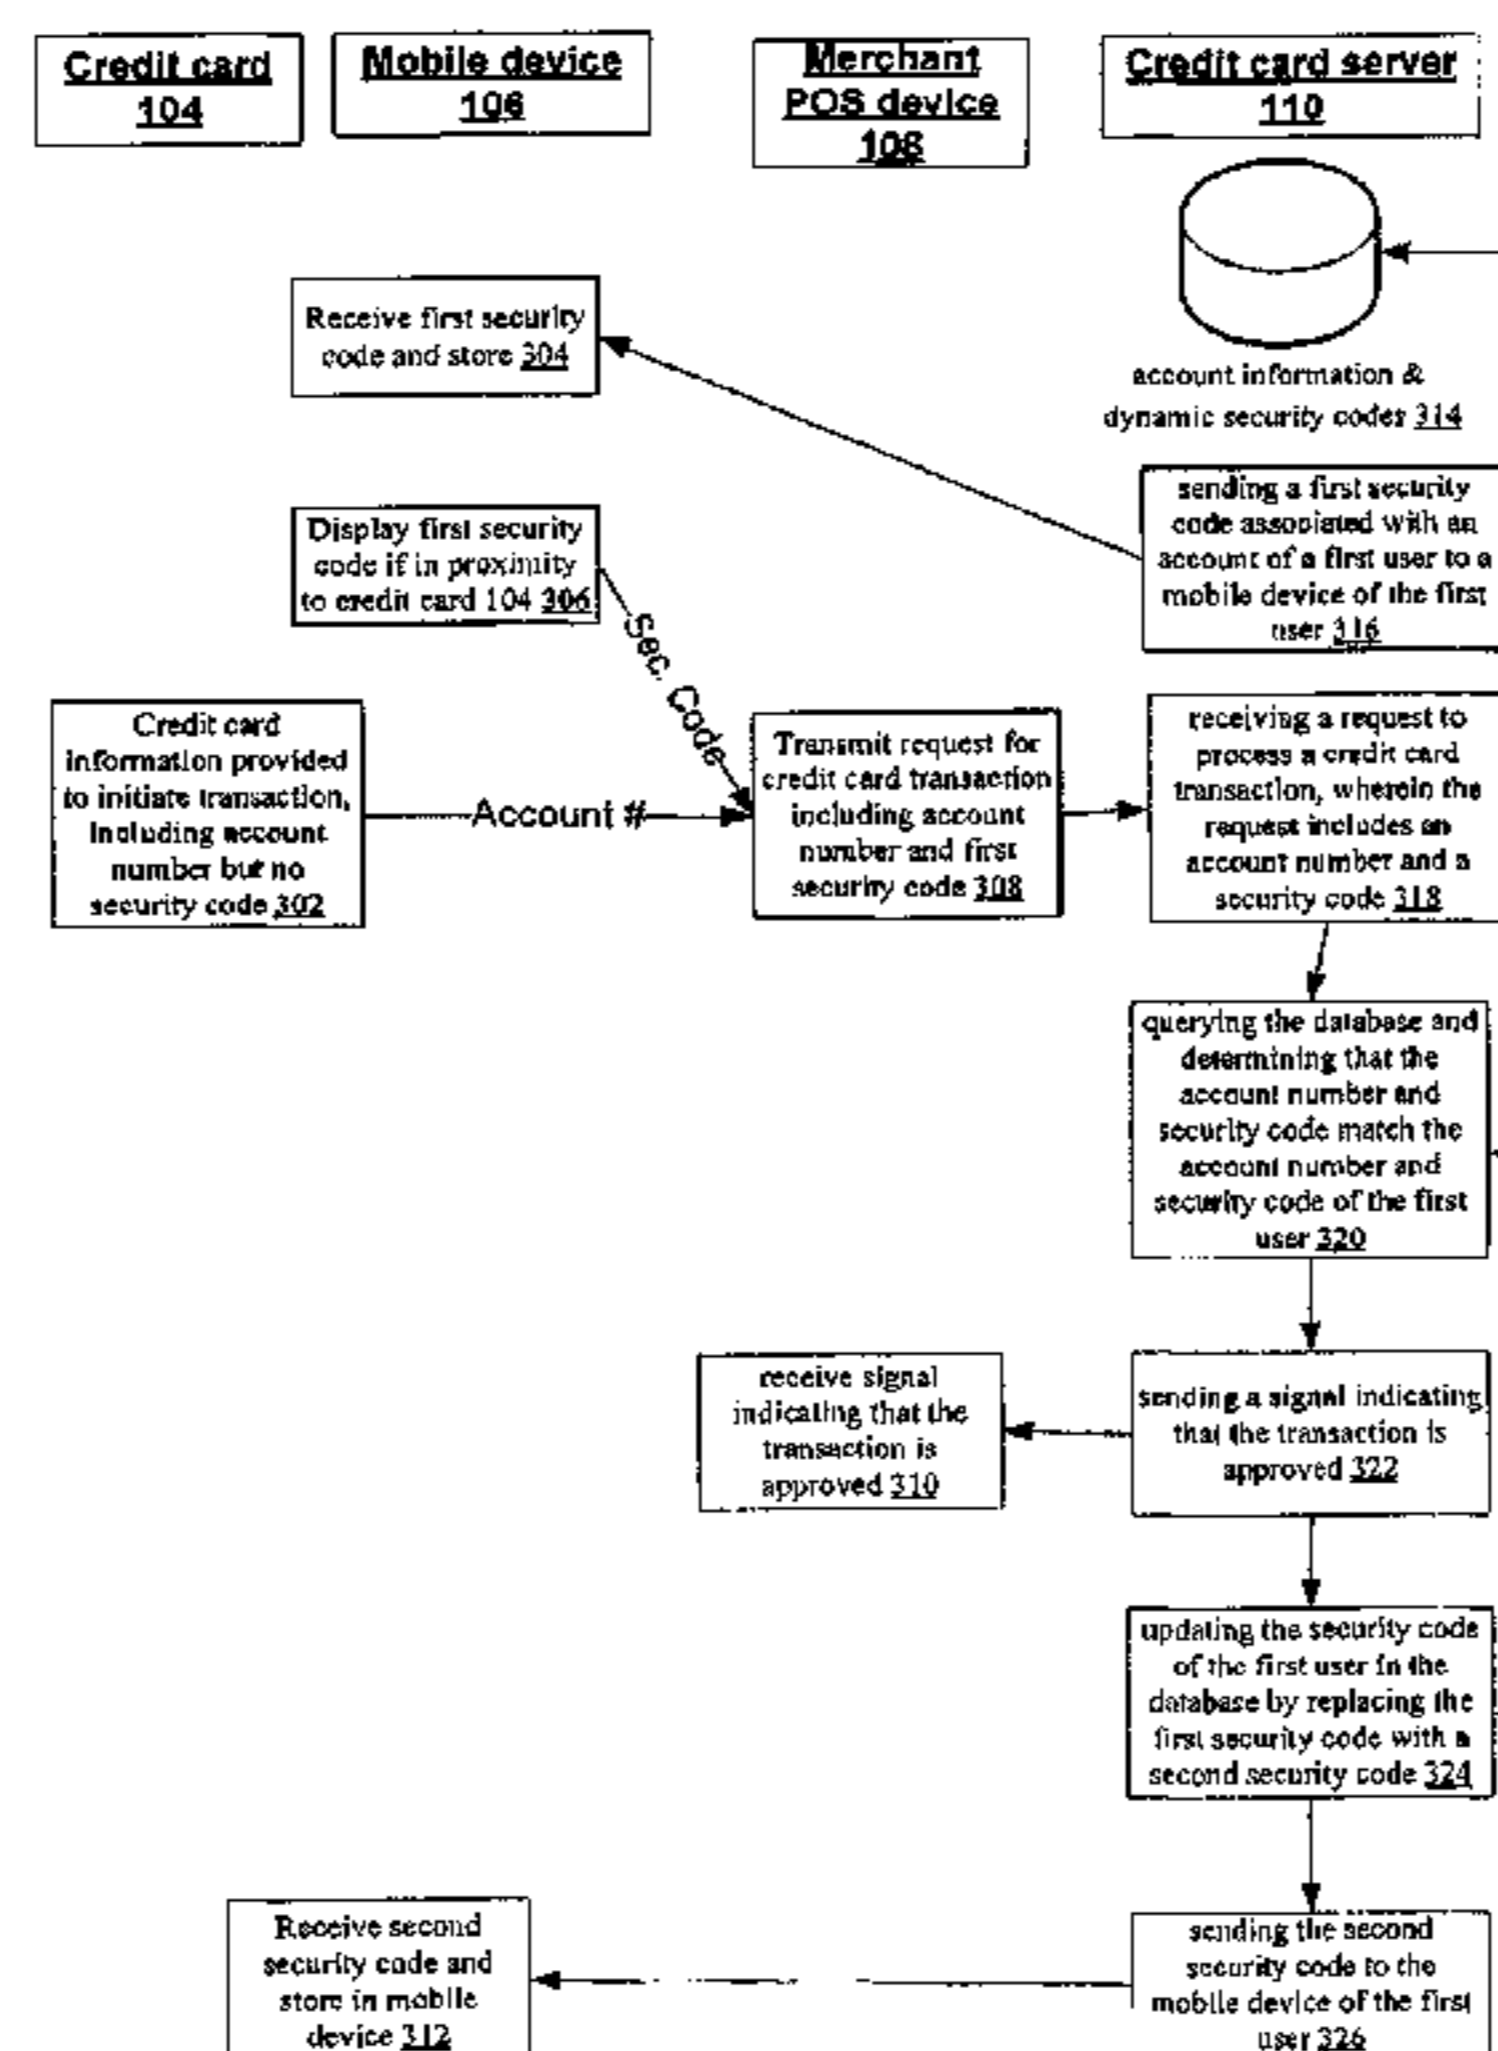 Credit card
104
Mobile device
106
Merchant
POS device
108
Credit card server
110
account information &
dynamic security codes 314
Receive first security
code and store 304
sending a first security
code associated with an
account of a first user to a
mobile device of the first
user 316
Display first security
code if in proximity
to credit card 104 306
Sec. Code
Credit card
information provided
to initiate transaction,
including account
number but no
security code 302
Account #
Transmit request for
credit card transaction
including account
number and first
security code 308
receiving a request to
process a credit card
transaction, wherein the
request includes an
account number and a
security code 318
querying the database and
determining that the
account number and
security code match the
account number and
security code of the first
user 320
receive signal
indicating that the
transaction is
approved 310
sending a signal indicating
that the transaction is
approved 322
updating the security code
of the first user in the
database by replacing the
first security code with a
second security code 324
Receive second
security code and
store in mobile
device 312
sending the second
security code to the
mobile device of the first
user 326